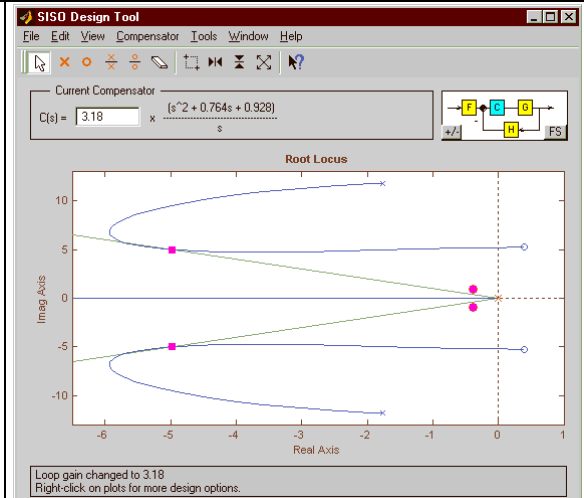 SISO Design Tool
File Edit View Compensator Tools Window Help
Current Compensator
(s^2 + 0.764s + 0.928)
C(s) = 3.18 x ----------------------------
s
F C G
H
+/- FS
Root Locus
10
5
0
-5
-10
Imag Axis
-6 -5 -4 -3 -2 -1 0 1
Real Axis
Loop gain changed to 3.18
Right-click on plots for more design options.